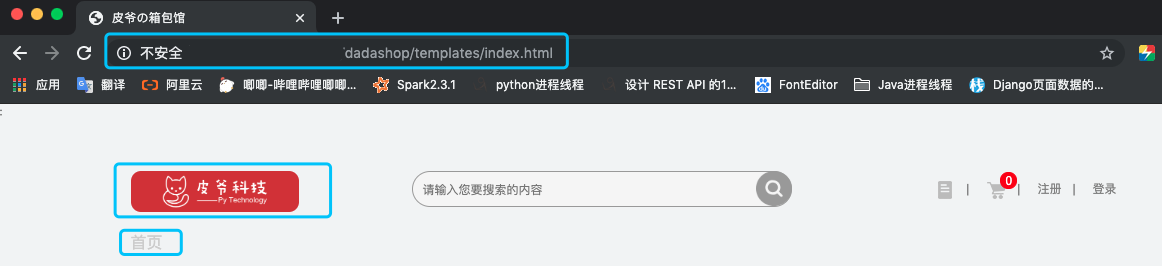 皮爷の箱包馆
不安全 dadashop/templates/index.html
应用 翻译 阿里云 唧唧-哔哩哔哩唧唧... Spark2.3.1 python进程线程 设计 REST API 的1... FontEditor Java进程线程 Django页面数据的...
皮爷科技
Py Technology
请输入您要搜索的内容
0
| | 注册 | 登录
首页